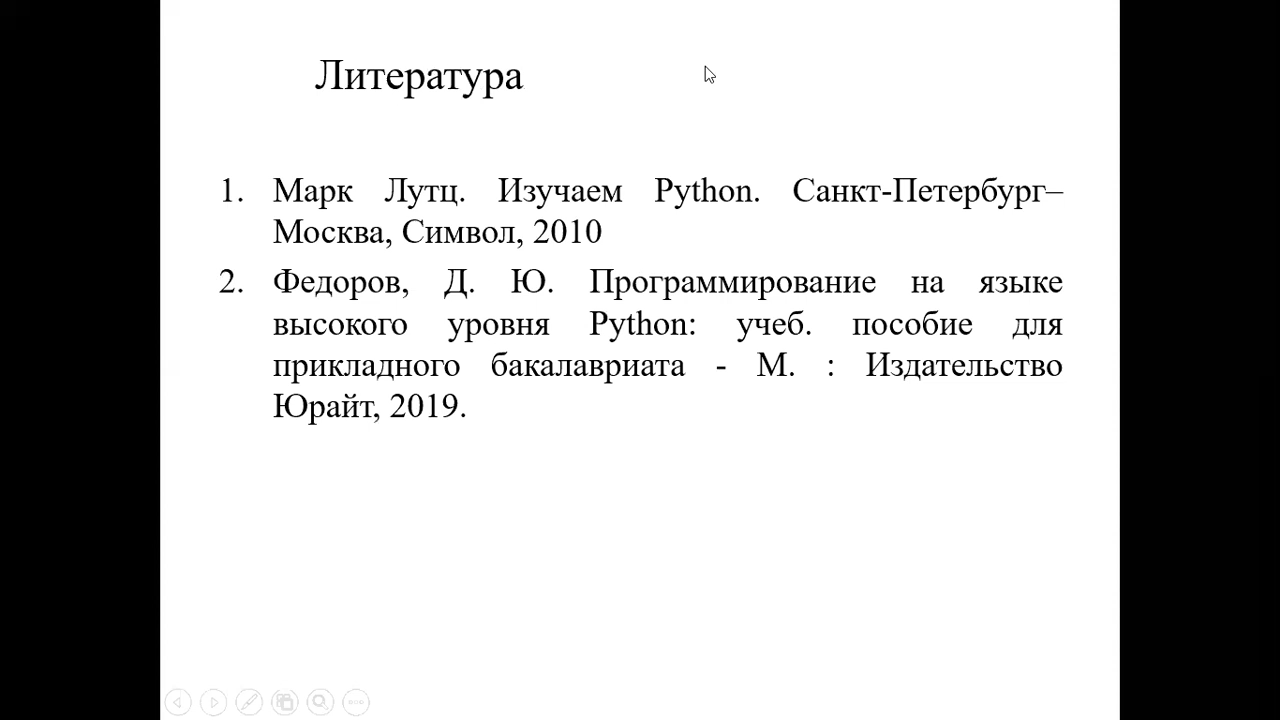 Литература
1. Марк Лутц. Изучаем Python. Санкт-Петербург–
Москва, Символ, 2010
2. Федоров, Д. Ю. Программирование на языке
высокого уровня Python: учеб. пособие для
прикладного бакалавриата - М. : Издательство
Юрайт, 2019.